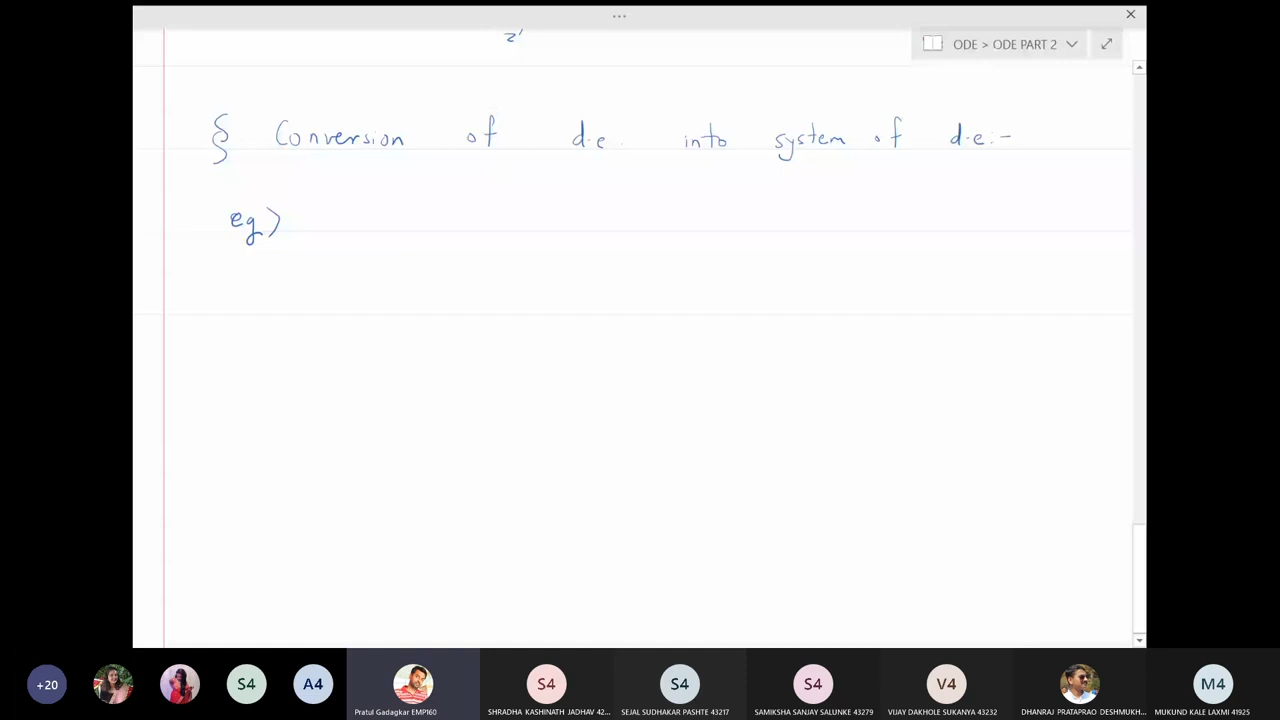 z'
ODE > ODE PART 2
§ Conversion of d.e. into system of d.e.:-
eg)
+20
S4
A4
S4
S4
S4
V4
M4
Pratul Gadagkar EMP160
SHRADHA KASHINATH JADHAV 42...
SEJAL SUDHAKAR PASHTE 43217
SAMIKSHA SANJAY SALUNKE 43279
VIJAY DAKHOLE SUKANYA 43232
DHANRAJ PRATAPRAO DESHMUKH...
MUKUND KALE LAXMI 41925